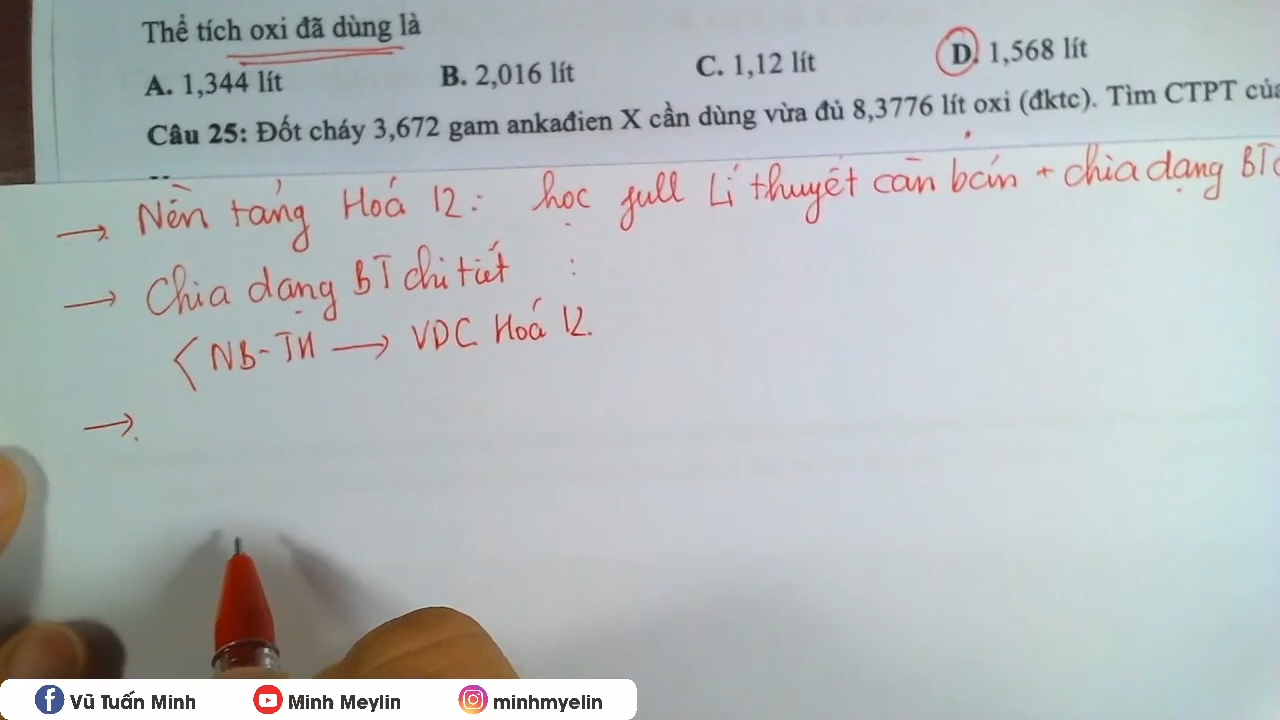 Thể tích oxi đã dùng là
A. 1,344 lít B. 2,016 lít C. 1,12 lít D. 1,568 lít
Câu 25: Đốt cháy 3,672 gam ankađien X cần dùng vừa đủ 8,3776 lít oxi (đktc). Tìm CTPT của
→ Nền tảng Hoá 12: học full Lí thuyết căn bản + chia dạng BT
→ Chia dạng BT chi tiết :
NB-TH → VDC Hoá 12.
→
Vũ Tuấn Minh Minh Meylin minhmyelin